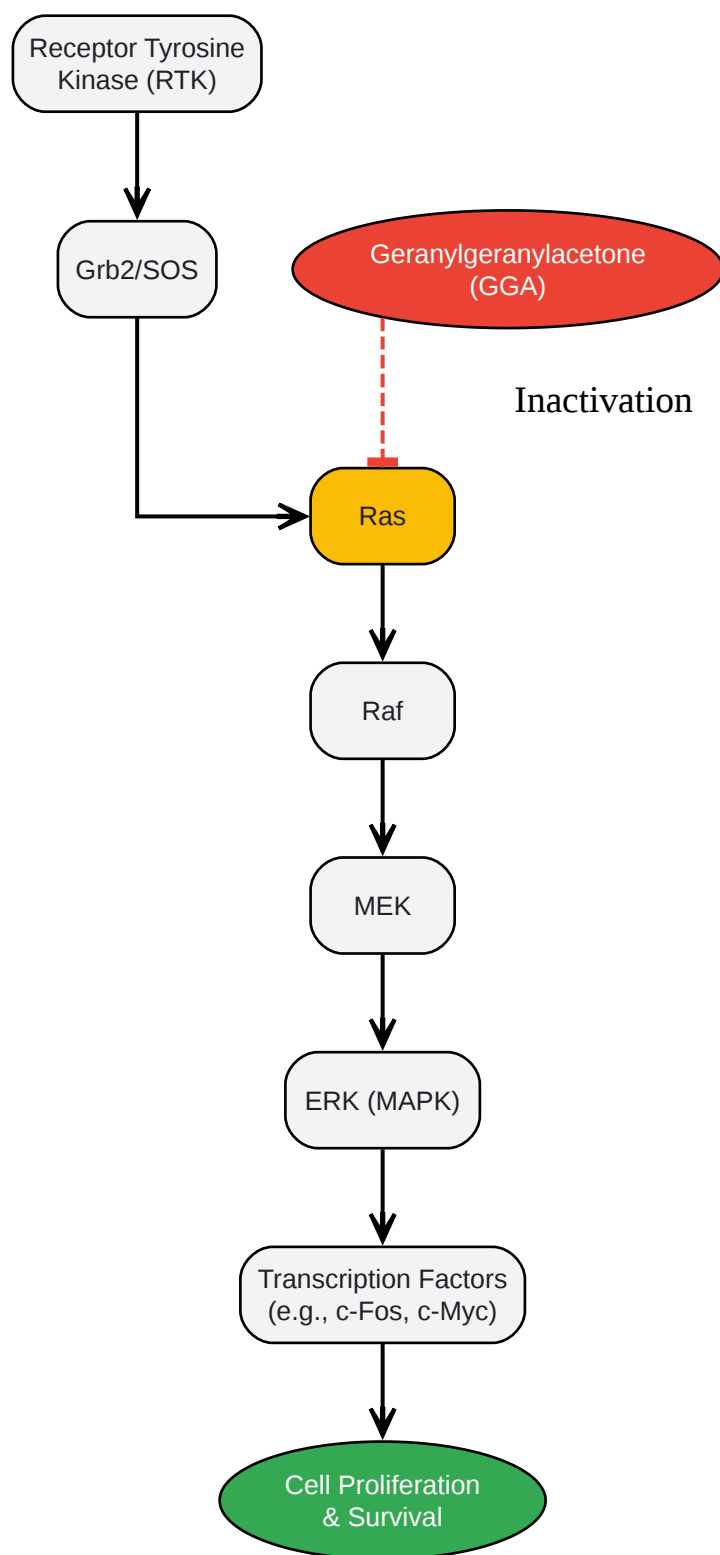 Receptor Tyrosine
Kinase (RTK)
Grb2/SOS
Geranylgeranylacetone
(GGA)
Inactivation
Ras
Raf
MEK
ERK (MAPK)
Transcription Factors
(e.g., c-Fos, c-Myc)
Cell Proliferation
& Survival